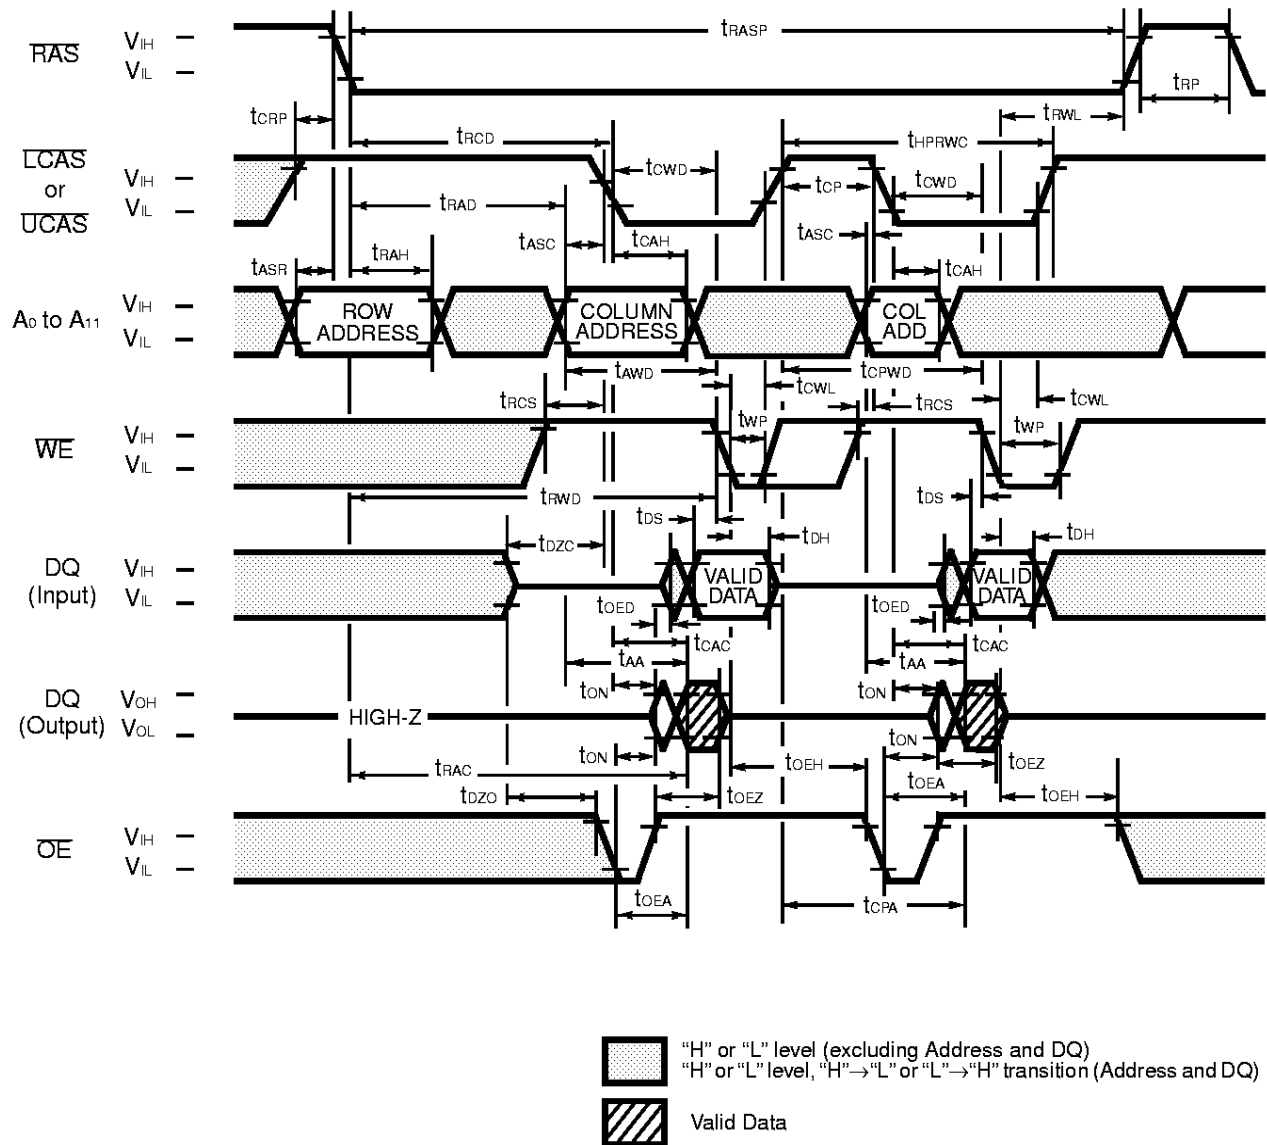 tRASP
RAS
VIH
VIL
tRP
tCRP
tRWL
tRCD
tHPRWC
LCAS
or
UCAS
VIH
VIL
tCWD
tCP
tCWD
tRAD
tASC
tCAH
tASC
tCAH
tASR
tRAH
A0 to A11
VIH
VIL
ROW
ADDRESS
COLUMN
ADDRESS
COL
ADD
tAWD
tCPWD
tRCS
tCWL
tRCS
tCWL
tWP
tWP
WE
VIH
VIL
tRWD
tDS
tDS
tDZC
tDH
tDH
DQ
(Input)
VIH
VIL
VALID
DATA
VALID
DATA
tOED
tOED
tCAC
tCAC
tAA
tAA
tON
tON
DQ
(Output)
VOH
VOL
HIGH-Z
tON
tON
tRAC
tOEH
tOEZ
tOEA
tDZO
tOEZ
tOEH
OE
VIH
VIL
tOEA
tCPA
“H” or “L” level (excluding Address and DQ)
“H” or “L” level, “H”→“L” or “L”→“H” transition (Address and DQ)
Valid Data